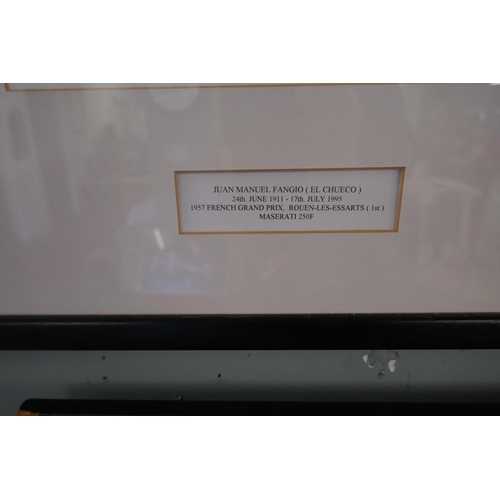 JUAN MANUEL FANGIO ( EL CHUECO )
24th. JUNE 1911 - 17th. JULY 1995
1957 FRENCH GRAND PRIX, ROUEN-LES-ESSARTS ( 1st )
MASERATI 250F